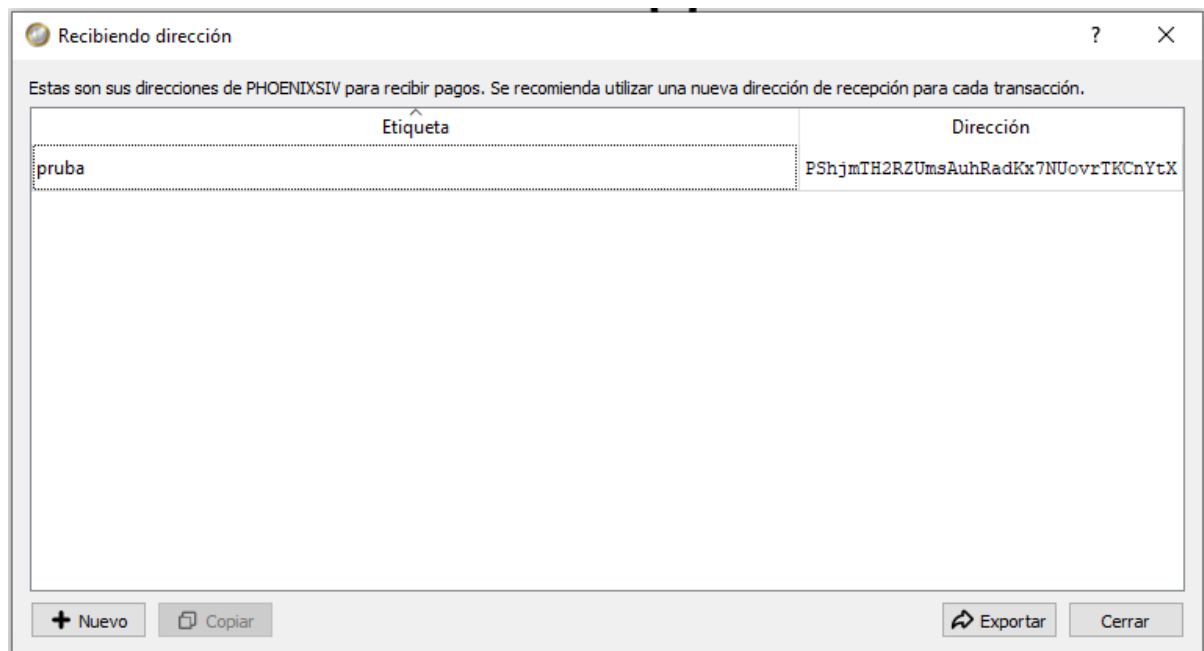 Recibiendo dirección
?
Estas son sus direcciones de PHOENIXSIV para recibir pagos. Se recomienda utilizar una nueva dirección de recepción para cada transacción.
Etiqueta Dirección
pruba PShjmTH2RZUmsAuhRadKx7NUovrTKCnYtX
Nuevo Copiar Exportar Cerrar